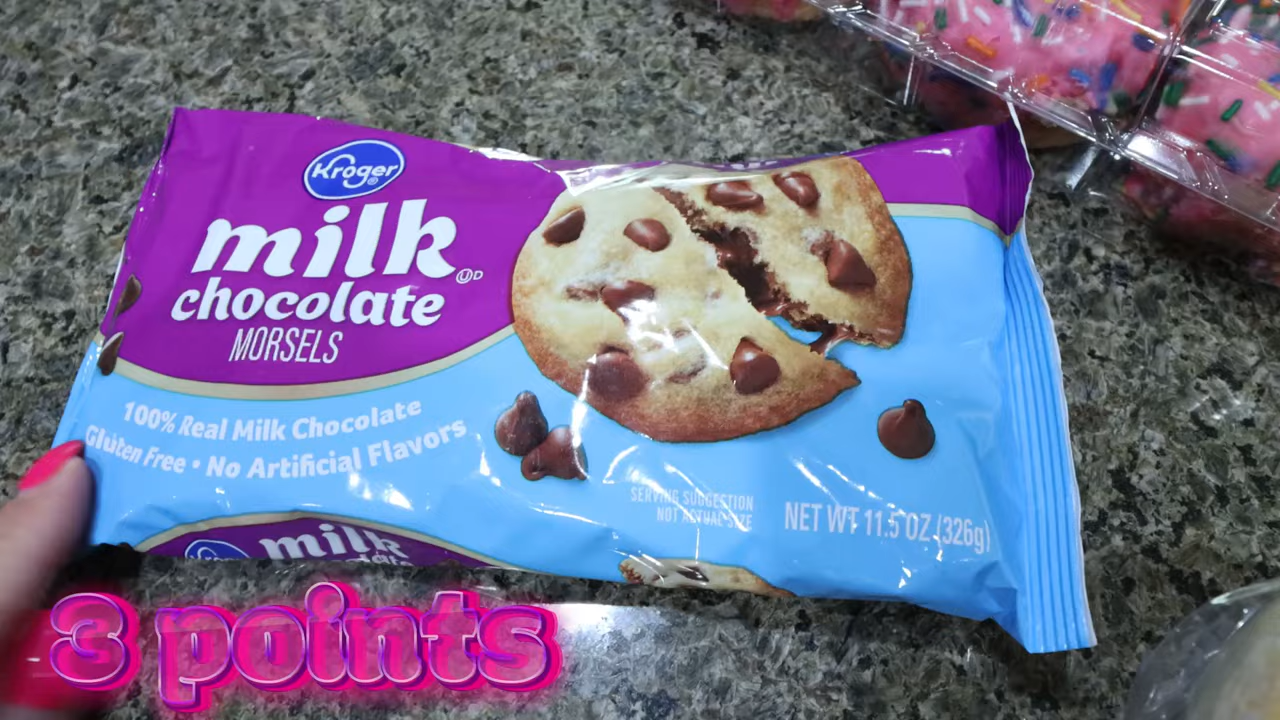 Kroger
milk
chocolate
MORSELS
100% Real Milk Chocolate
Gluten Free • No Artificial Flavors
SERVING SUGGESTION
NOT ACTUAL SIZE
NET WT 11.5 OZ (326g)
milk
3 points